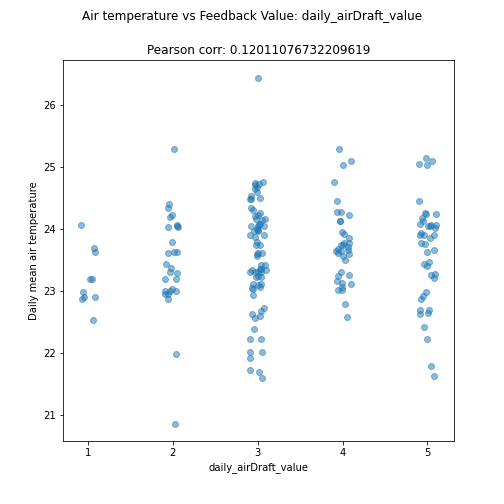 Air temperature vs Feedback Value: daily_airDraft_value
Pearson corr: 0.12011076732209619
26
25
24
23
22
21
Daily mean air temperature
1 2 3 4 5
daily_airDraft_value